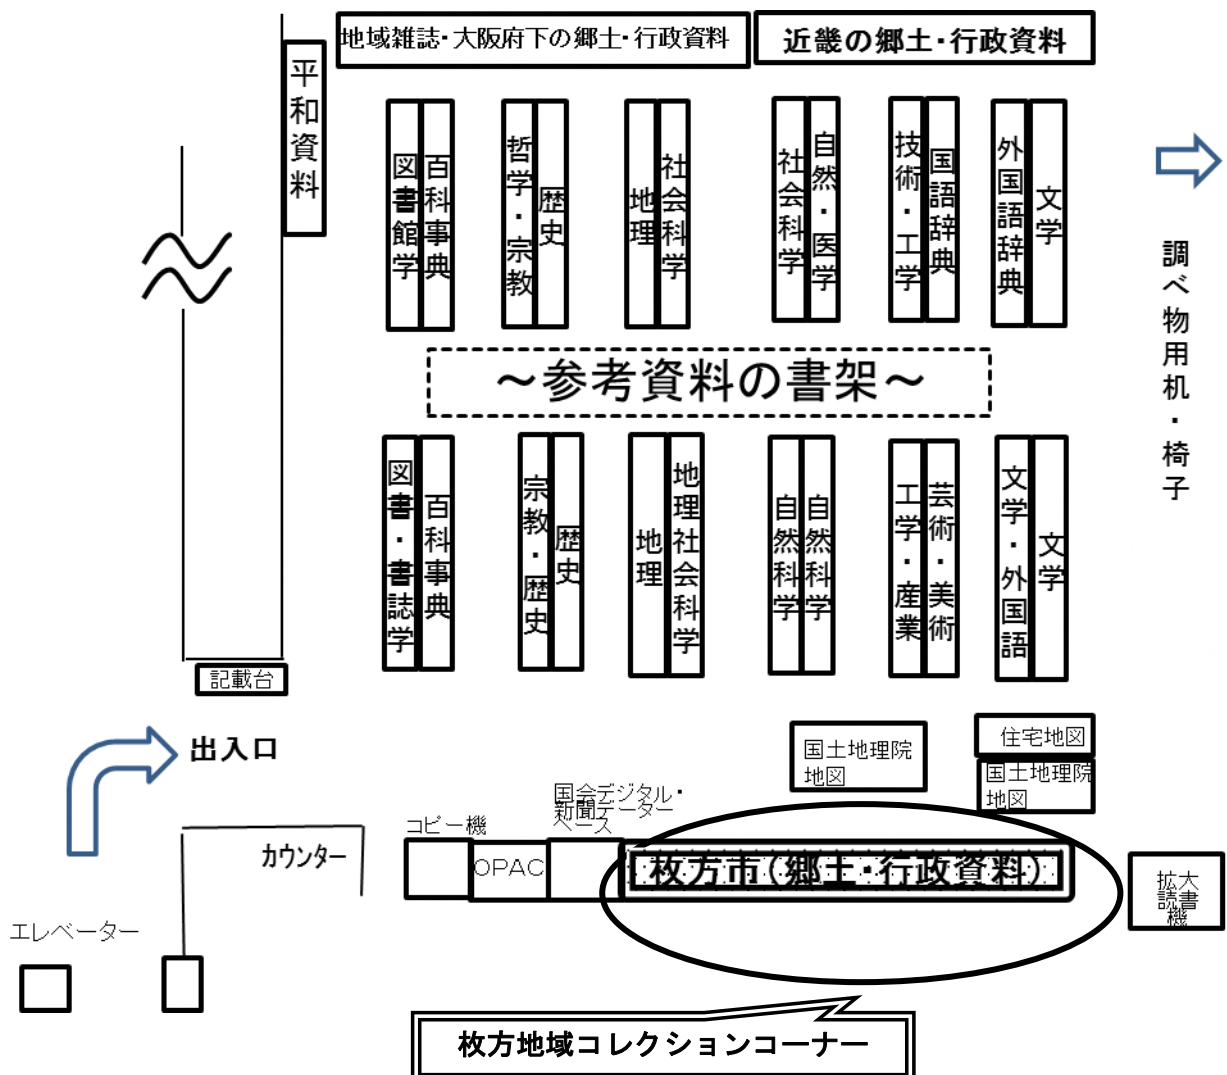 地域雑誌・大阪府下の郷土・行政資料
近畿の郷土・行政資料
平和資料
図書館学
百科事典
哲学・宗教
歴史
地理
社会科学
社会科学
自然・医学
技術・工学
国語辞典
外国語辞典
文学
調べ物用机・椅子
～参考資料の書架～
図書・書誌学
百科事典
宗教・歴史
歴史
地理
地理社会科学
自然科学
自然科学
工学・産業
芸術・美術
文学・外国語
文学
記載台
出入口
国土地理院
地図
住宅地図
国土地理院
地図
国会デジタル・
新聞データー
ベース
コピー機
カウンター
OPAC
枚方市（郷土・行政資料）
拡大
読書
機
エレベーター
枚方地域コレクションコーナー